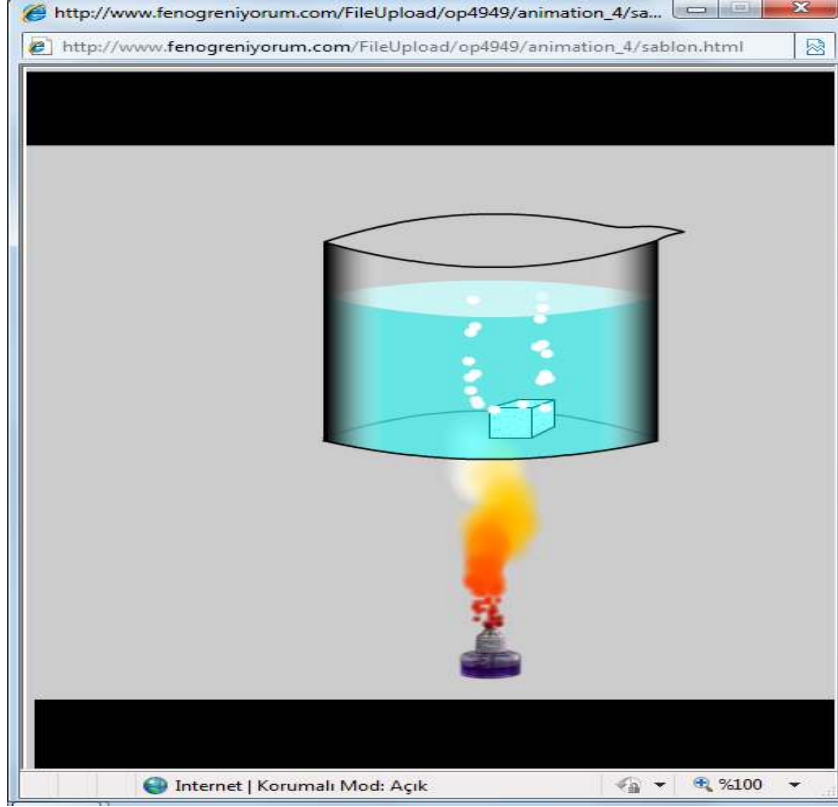 http://www.fenogreniyorum.com/FileUpload/op4949/animation_4/sa...
http://www.fenogreniyorum.com/FileUpload/op4949/animation_4/sablon.html
Internet | Korumalı Mod: Açık
%100